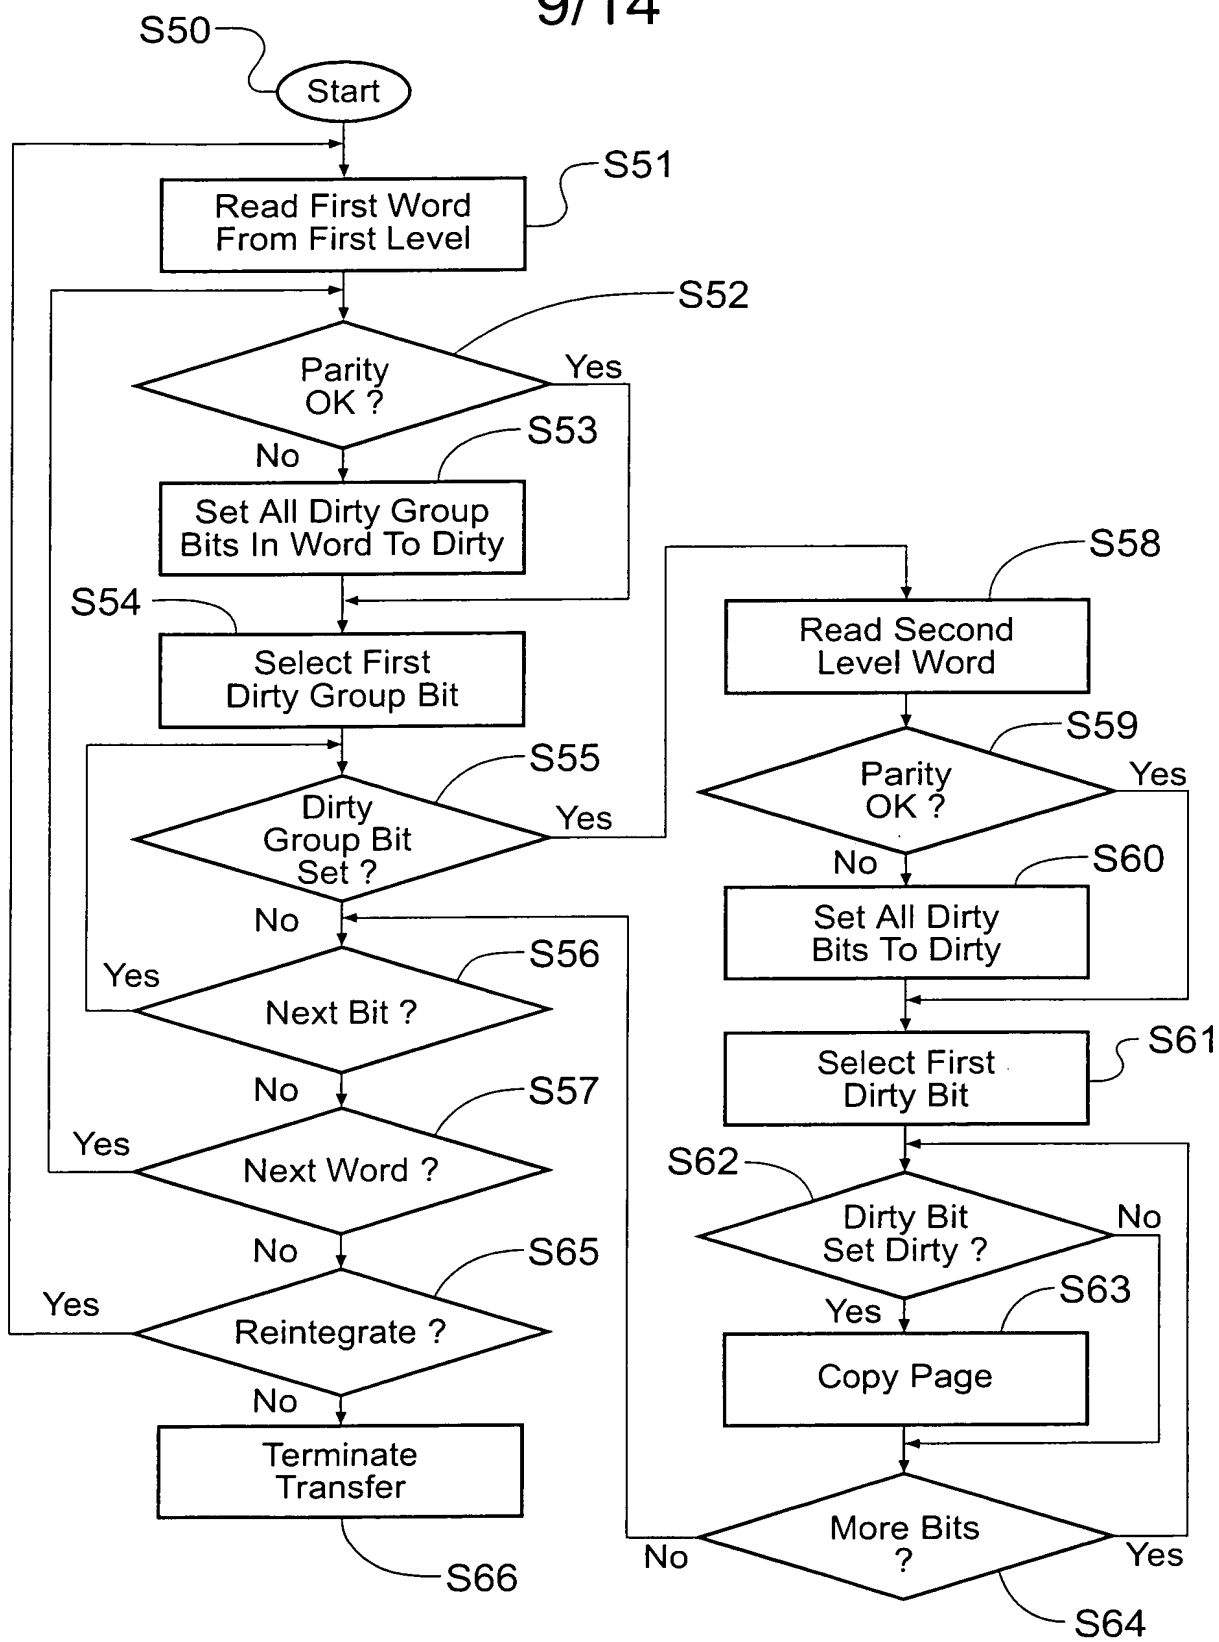 9/14
S50
Start
S51
Read First Word
From First Level
S52
Parity
OK ?
Yes
No
S53
Set All Dirty Group
Bits In Word To Dirty
S54
Select First
Dirty Group Bit
S55
Dirty
Group Bit
Set ?
Yes
No
S56
Next Bit ?
Yes
No
S57
Next Word ?
Yes
No
S65
Reintegrate ?
Yes
No
Terminate
Transfer
S66
S58
Read Second
Level Word
S59
Parity
OK ?
Yes
No
S60
Set All Dirty
Bits To Dirty
S61
Select First
Dirty Bit
S62
Dirty Bit
Set Dirty ?
No
Yes
S63
Copy Page
More Bits
?
No
Yes
S64